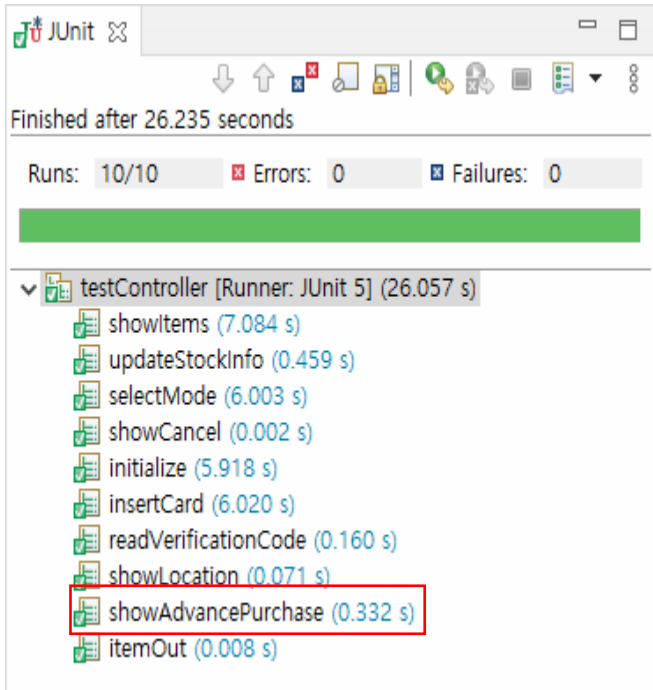 JUnit
Finished after 26.235 seconds
Runs: 10/10 Errors: 0 Failures: 0
testController [Runner: JUnit 5] (26.057 s)
showItems (7.084 s)
updateStockInfo (0.459 s)
selectMode (6.003 s)
showCancel (0.002 s)
initialize (5.918 s)
insertCard (6.020 s)
readVerificationCode (0.160 s)
showLocation (0.071 s)
showAdvancePurchase (0.332 s)
itemOut (0.008 s)